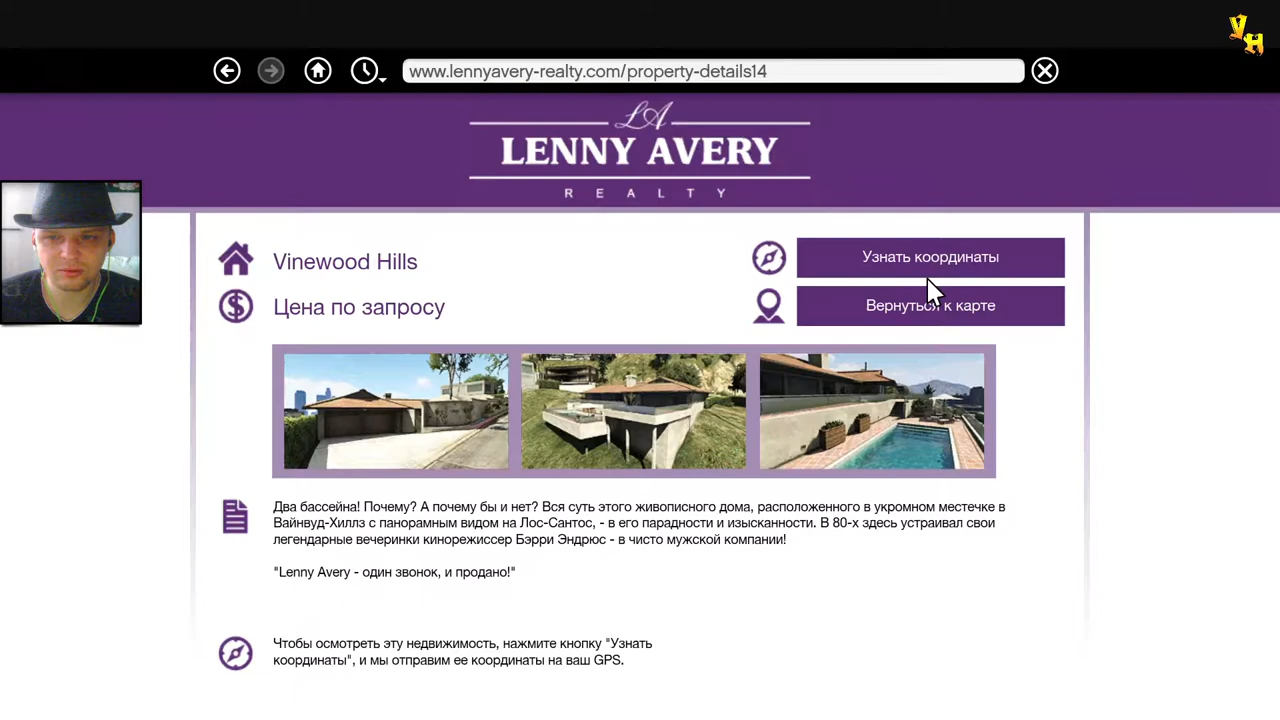 VH
www.lennyavery-realty.com/property-details14
LA
LENNY AVERY
REALTY
Vinewood Hills
Узнать координаты
Цена по запросу
Вернуться к карте
Два бассейна! Почему? А почему бы и нет? Вся суть этого живописного дома, расположенного в укромном местечке в
Вайнвуд-Хиллз с панорамным видом на Лос-Сантос, - в его парадности и изысканности. В 80-х здесь устраивал свои
легендарные вечеринки кинорежиссер Бэрри Эндрюс - в чисто мужской компании!
"Lenny Avery - один звонок, и продано!"
Чтобы осмотреть эту недвижимость, нажмите кнопку "Узнать
координаты", и мы отправим ее координаты на ваш GPS.